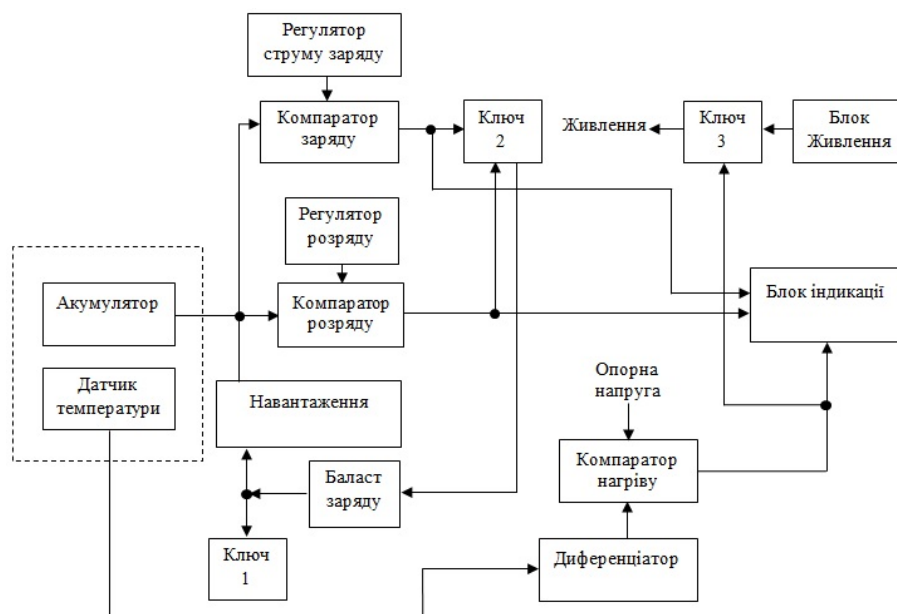 Регулятор
струму заряду
Компаратор
заряду
Ключ
2
Живлення
Ключ
3
Блок
Живлення
Регулятор
розряду
Акумулятор
Компаратор
розряду
Блок індикації
Датчик
температури
Навантаження
Опорна
напруга
Компаратор
нагріву
Баласт
заряду
Ключ
1
Диференціатор